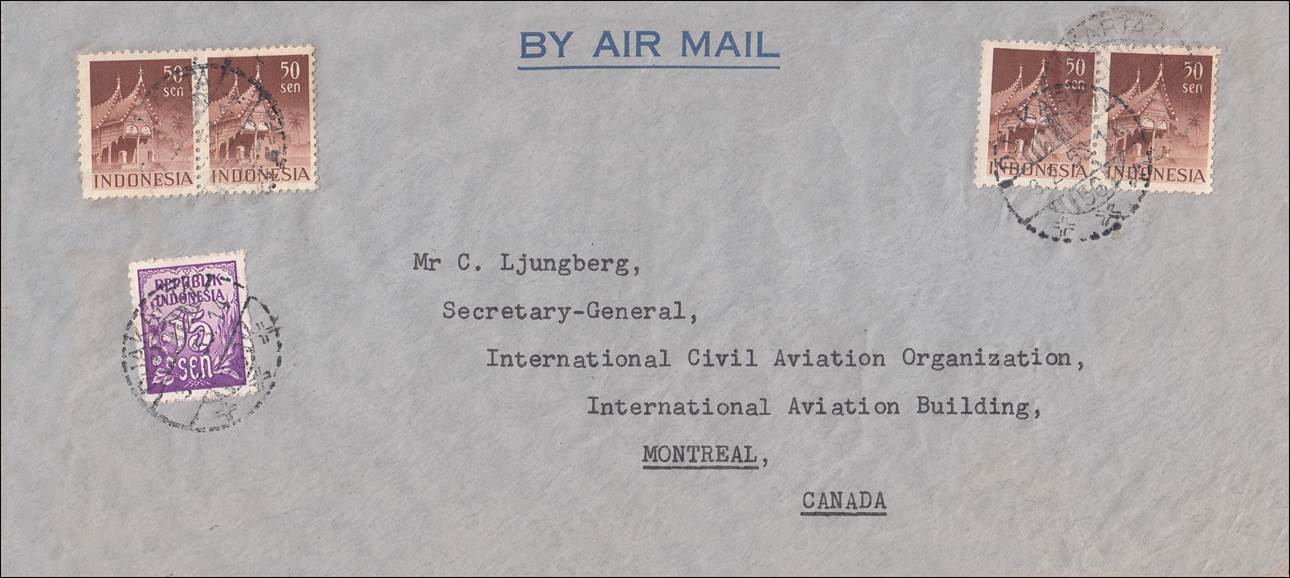 BY AIR MAIL
50
sen
50
sen
INDONESIA
INDONESIA
50
sen
50
sen
INDONESIA
INDONESIA
REPUBLIK
INDONESIA
sen
Mr C. Ljungberg,
Secretary-General,
International Civil Aviation Organization,
International Aviation Building,
MONTREAL,
CANADA